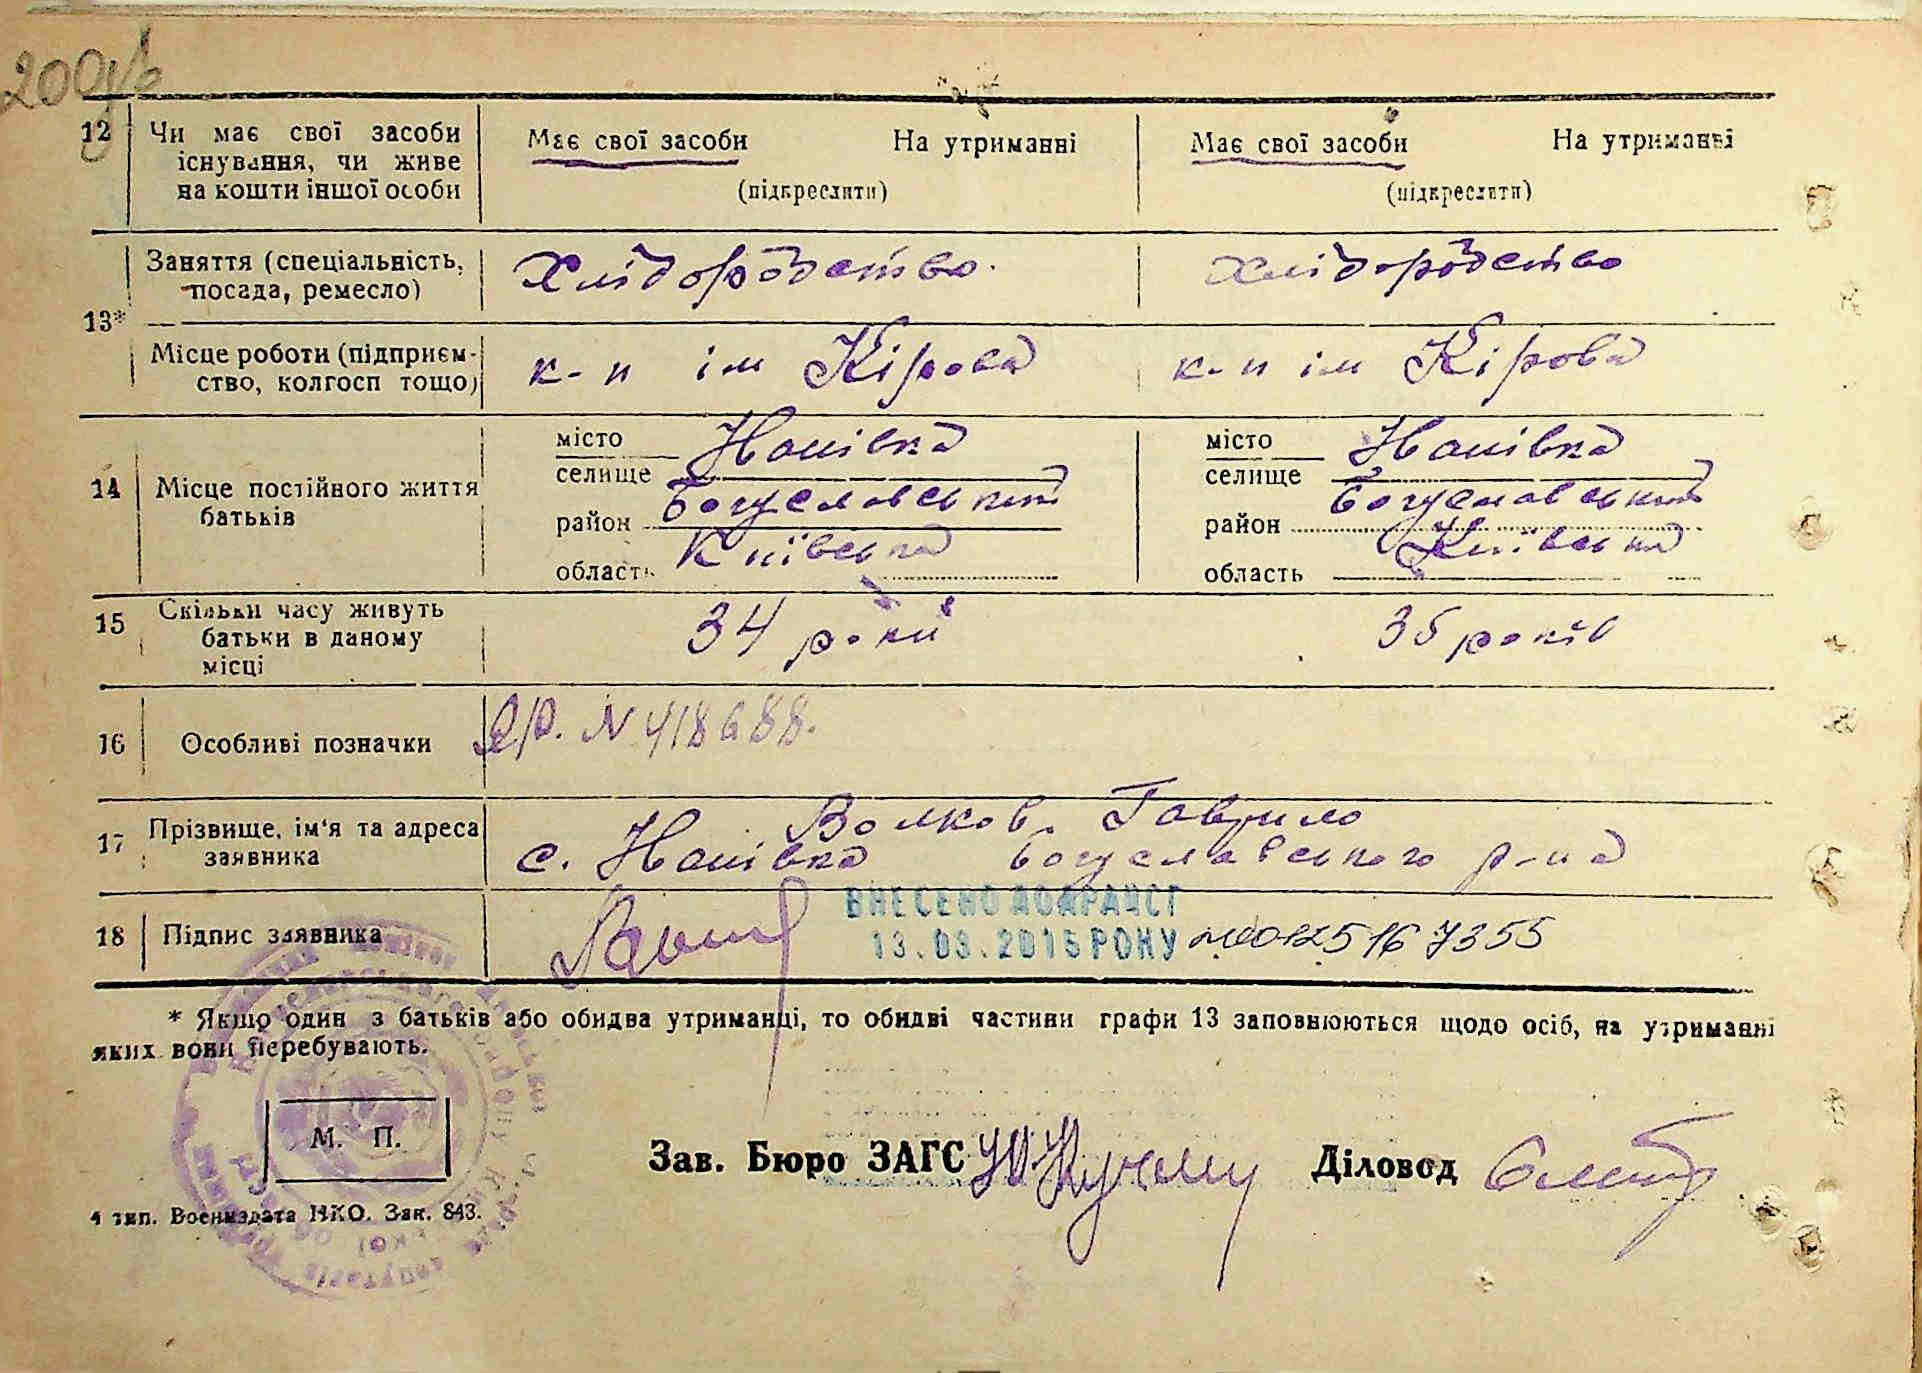 200
12 Чи має свої засоби існування, чи живе на кошти іншої особи
Має свої засоби На утриманні
(підкреслити)
Має свої засоби На утриманні
(підкреслити)
13*
Заняття (спеціальність, посада, ремесло)
Хліборобство.
хліборобство
Місце роботи (підприємство, колгосп тощо)
к-п ім Кірова
к-п ім Кірова
14 Місце постійного життя батьків
місто
селище
район Богуславський
область Київська
місто
селище
район Богуславський
область Київська
15 Скільки часу живуть батьки в даному місці
34 роки
35 років
16 Особливі позначки
N 418688.
17 Прізвище, ім'я та адреса заявника
Волков. Гаврило
с. Богуславського р-на
18 Підпис заявника
ВНЕСЕНО ДО ДРАЦСГ
13.03.2015 РОКУ
* Якщо один з батьків або обидва утриманці, то обидві частини графи 13 заповнюються щодо осіб, на утриманні
яких вони перебувають.
М. П.
Зав. Бюро ЗАГС
Діловод
4 тип. Воениздата НКО. Зак. 843.